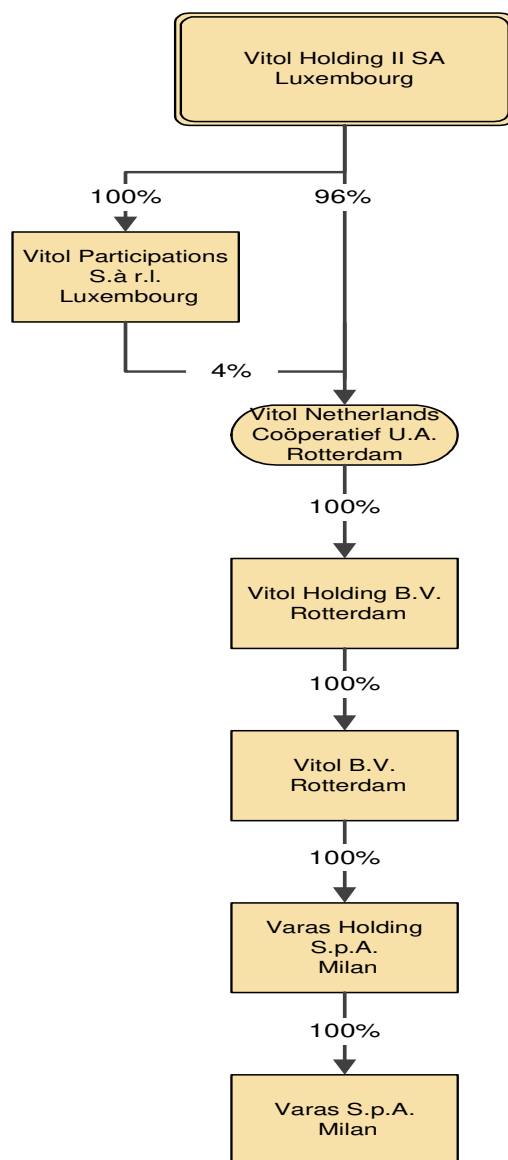 Vitol Holding II SA
Luxembourg
100%
96%
Vitol Participations
S.à r.l.
Luxembourg
4%
Vitol Netherlands
Coöperatief U.A.
Rotterdam
100%
Vitol Holding B.V.
Rotterdam
100%
Vitol B.V.
Rotterdam
100%
Varas Holding
S.p.A.
Milan
100%
Varas S.p.A.
Milan